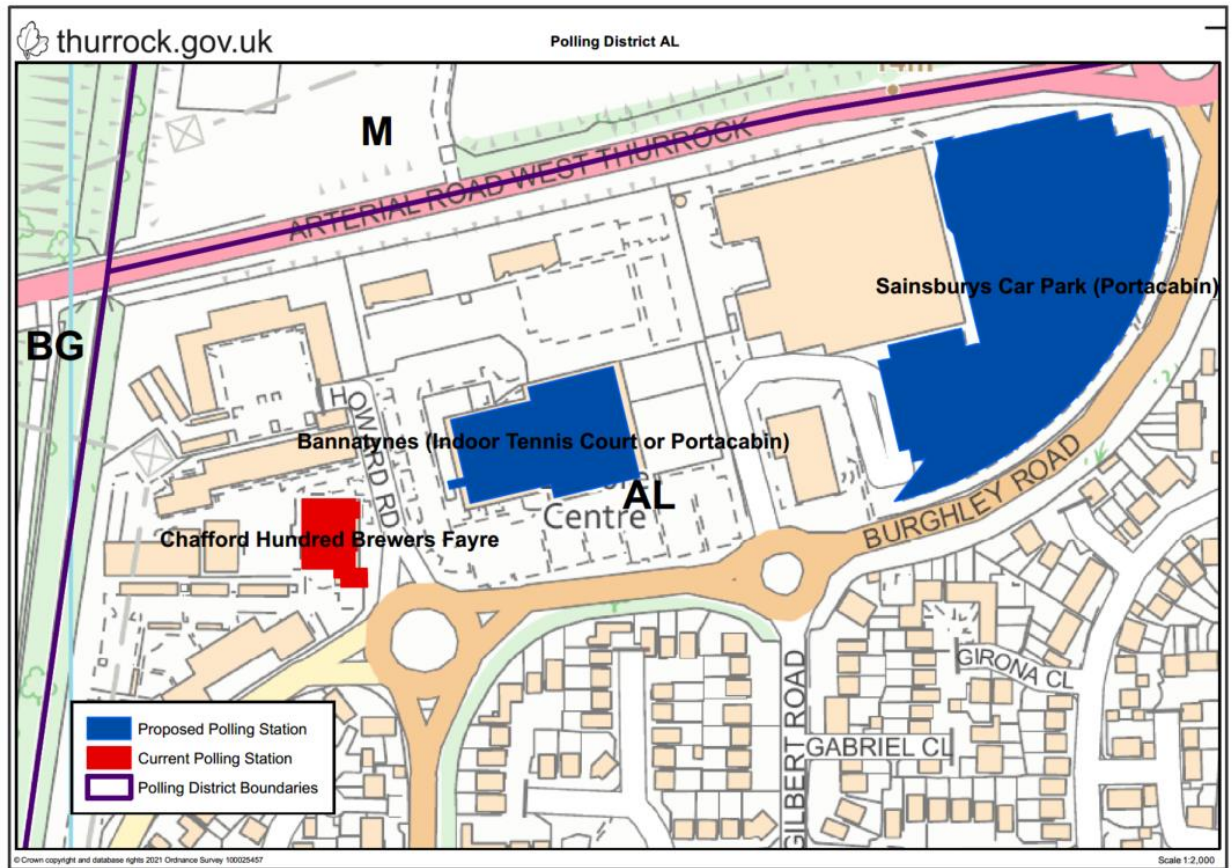 thurrock.gov.uk
Polling District AL
14m
M
ARTERIAL ROAD WEST THURROCK
Sainsburys Car Park (Portacabin)
BG
HOWARD RD
Bannatynes (Indoor Tennis Court or Portacabin)
AL
Centre
BURGHLEY ROAD
Chafford Hundred Brewers Fayre
GIRONA CL
GILBERT ROAD
GABRIEL CL
Proposed Polling Station
Current Polling Station
Polling District Boundaries
© Crown copyright and database rights 2021 Ordnance Survey 100025457
Scale 1:2,000